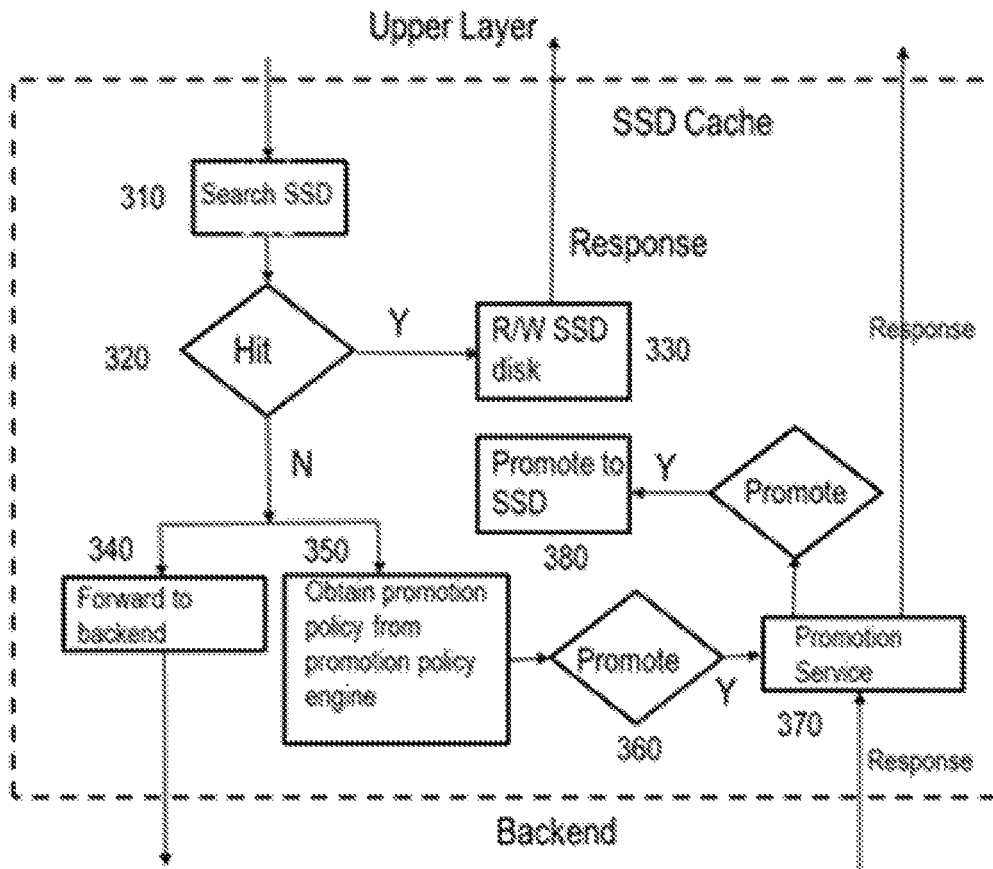 Upper Layer
SSD Cache
310
Search SSD
Response
320
Hit
Y
R/W SSD
disk
330
Response
N
Promote to
SSD
Y
Promote
340
350
380
Forward to
backend
Obtain promotion
policy from
promotion policy
engine
Promote
Y
Promotion
Service
360
370
Response
Backend